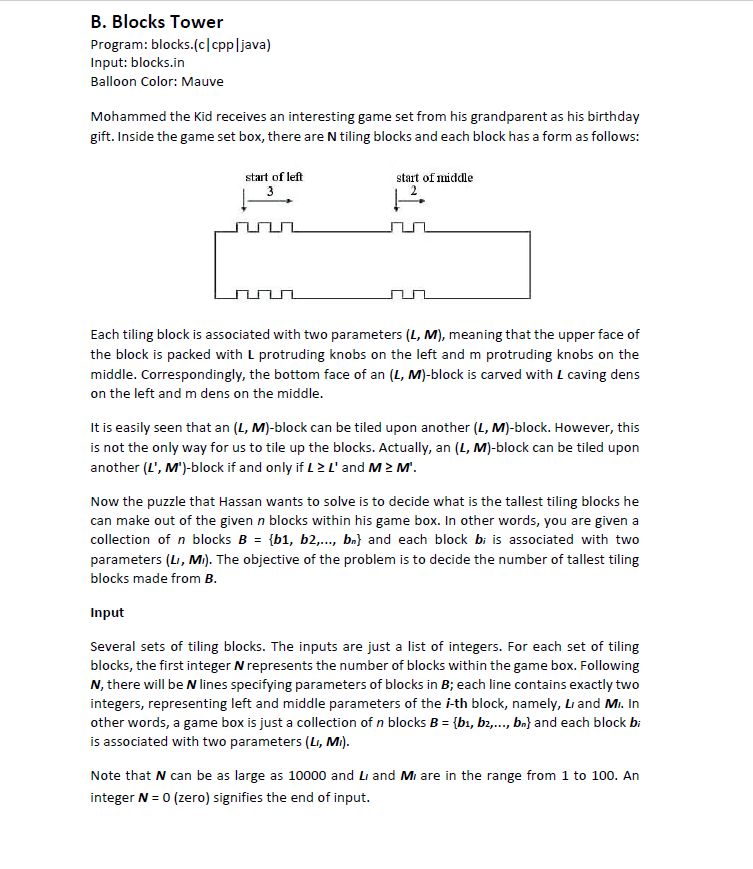 B. Blocks Tower
Program: blocks.(c|cpp|java)
Input: blocks.in
Balloon Color: Mauve
Mohammed the Kid receives an interesting game set from his grandparent as his birthday
gift. Inside the game set box, there are N tiling blocks and each block has a form as follows:
start of left
3
start of middle
2
Each tiling block is associated with two parameters (L, M), meaning that the upper face of
the block is packed with L protruding knobs on the left and m protruding knobs on the
middle. Correspondingly, the bottom face of an (L, M)-block is carved with L caving dens
on the left and m dens on the middle.
It is easily seen that an (L, M)-block can be tiled upon another (L, M)-block. However, this
is not the only way for us to tile up the blocks. Actually, an (L, M)-block can be tiled upon
another (L', M')-block if and only if L ≥ L' and M ≥ M'.
Now the puzzle that Hassan wants to solve is to decide what is the tallest tiling blocks he
can make out of the given n blocks within his game box. In other words, you are given a
collection of n blocks B = {b1, b2,..., bn} and each block bi is associated with two
parameters (Li, Mi). The objective of the problem is to decide the number of tallest tiling
blocks made from B.
Input
Several sets of tiling blocks. The inputs are just a list of integers. For each set of tiling
blocks, the first integer N represents the number of blocks within the game box. Following
N, there will be N lines specifying parameters of blocks in B; each line contains exactly two
integers, representing left and middle parameters of the i-th block, namely, Li and Mi. In
other words, a game box is just a collection of n blocks B = {b1, b2,..., bn} and each block bi
is associated with two parameters (Li, Mi).
Note that N can be as large as 10000 and Li and Mi are in the range from 1 to 100. An
integer N = 0 (zero) signifies the end of input.